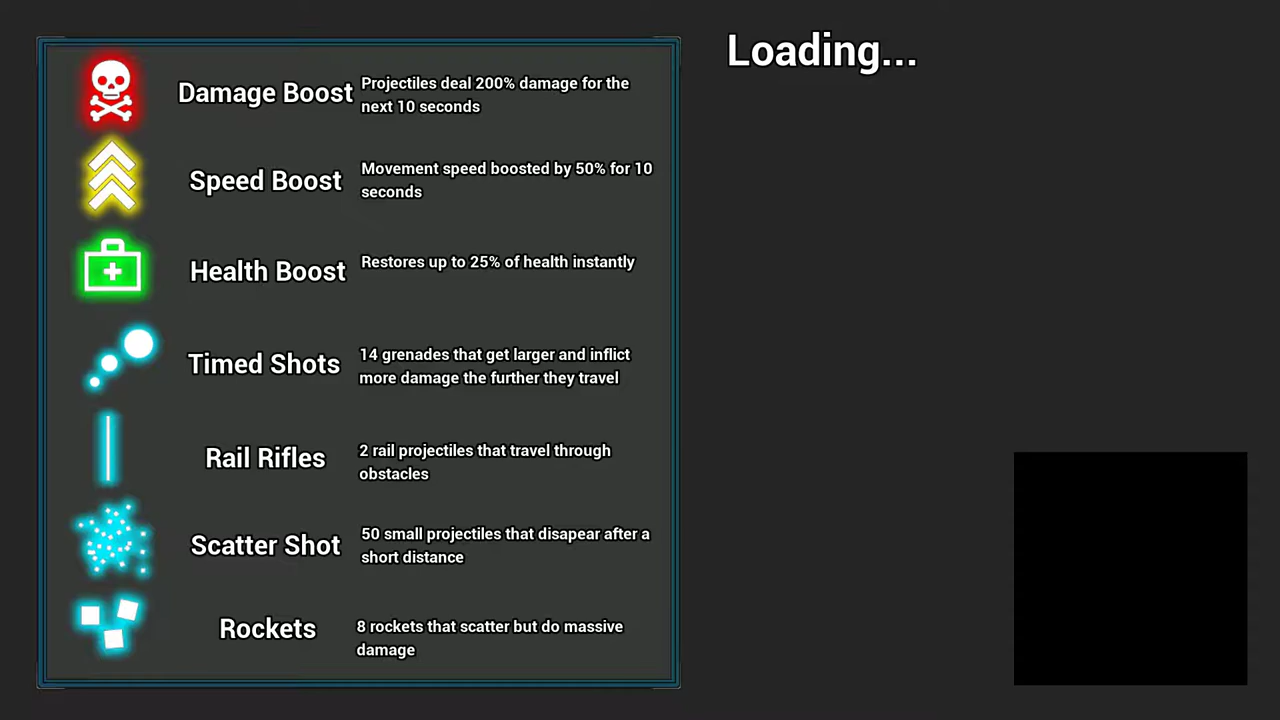 Loading...
Damage Boost
Projectiles deal 200% damage for the
next 10 seconds
Speed Boost
Movement speed boosted by 50% for 10
seconds
Health Boost
Restores up to 25% of health instantly
Timed Shots
14 grenades that get larger and inflict
more damage the further they travel
Rail Rifles
2 rail projectiles that travel through
obstacles
Scatter Shot
50 small projectiles that disapear after a
short distance
Rockets
8 rockets that scatter but do massive
damage